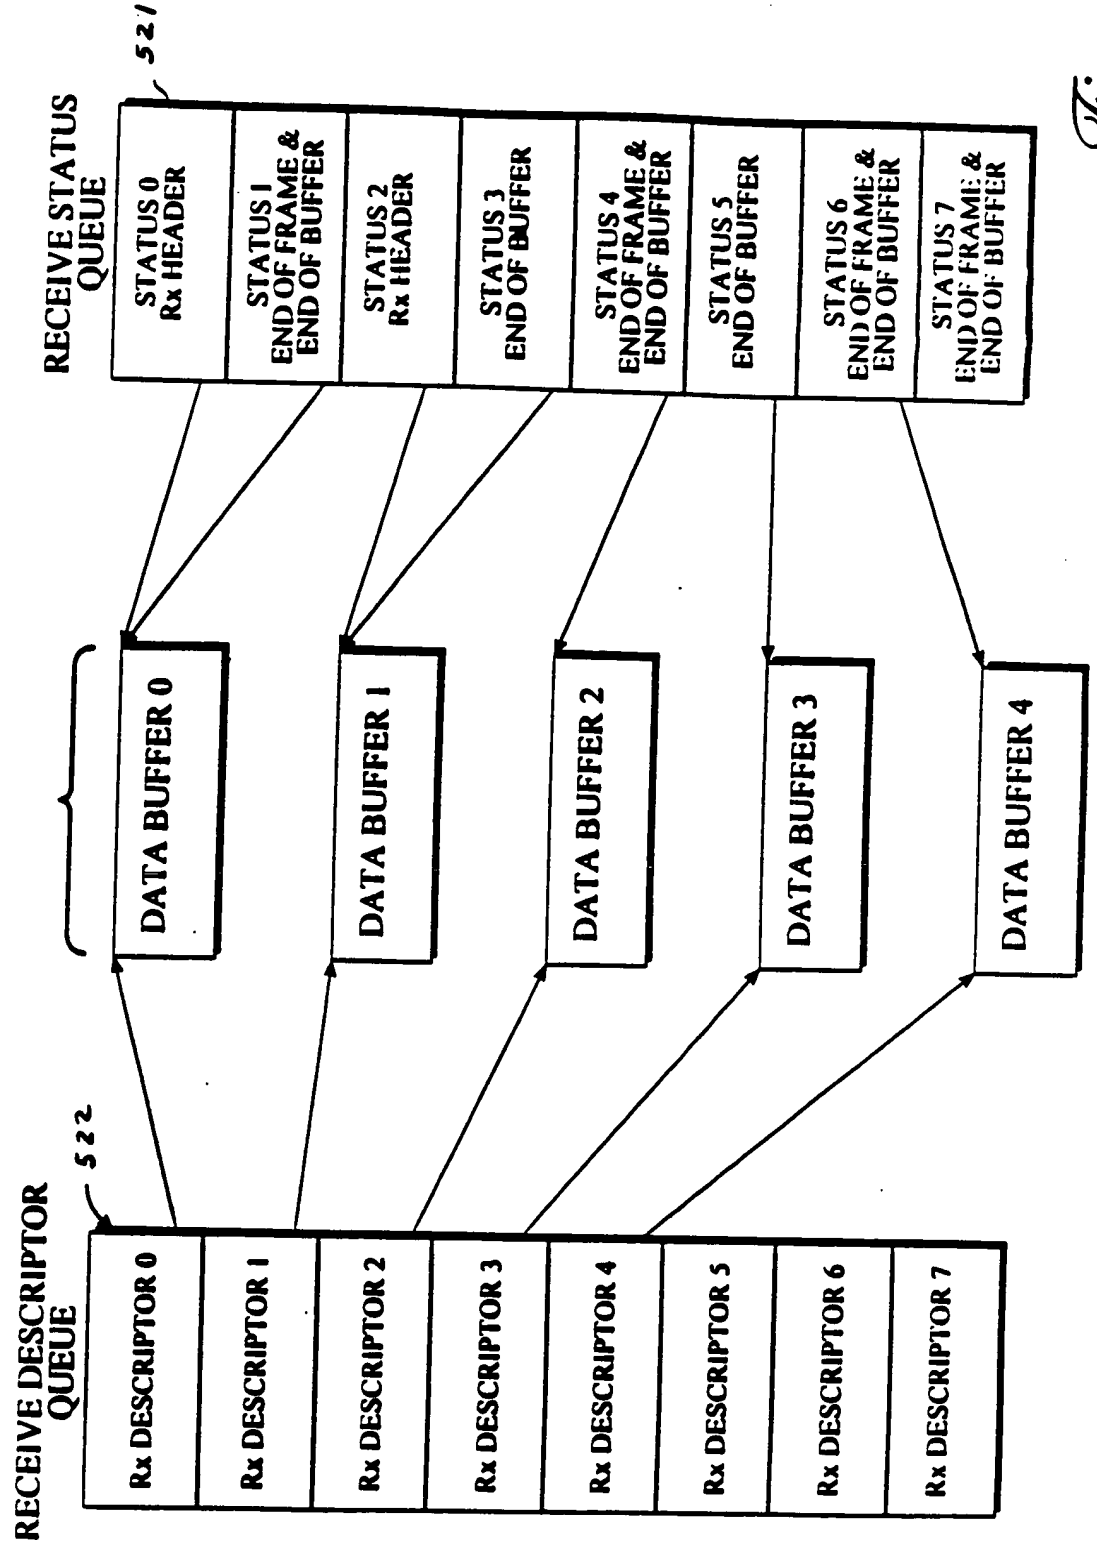 RECEIVE DESCRIPTOR
QUEUE
522
Rx DESCRIPTOR 0
Rx DESCRIPTOR 1
Rx DESCRIPTOR 2
Rx DESCRIPTOR 3
Rx DESCRIPTOR 4
Rx DESCRIPTOR 5
Rx DESCRIPTOR 6
Rx DESCRIPTOR 7
DATA BUFFER 0
DATA BUFFER 1
DATA BUFFER 2
DATA BUFFER 3
DATA BUFFER 4
RECEIVE STATUS
QUEUE
521
STATUS 0
Rx HEADER
STATUS 1
END OF FRAME &
END OF BUFFER
STATUS 2
Rx HEADER
STATUS 3
END OF BUFFER
STATUS 4
END OF FRAME &
END OF BUFFER
STATUS 5
END OF BUFFER
STATUS 6
END OF FRAME &
END OF BUFFER
STATUS 7
END OF FRAME &
END OF BUFFER